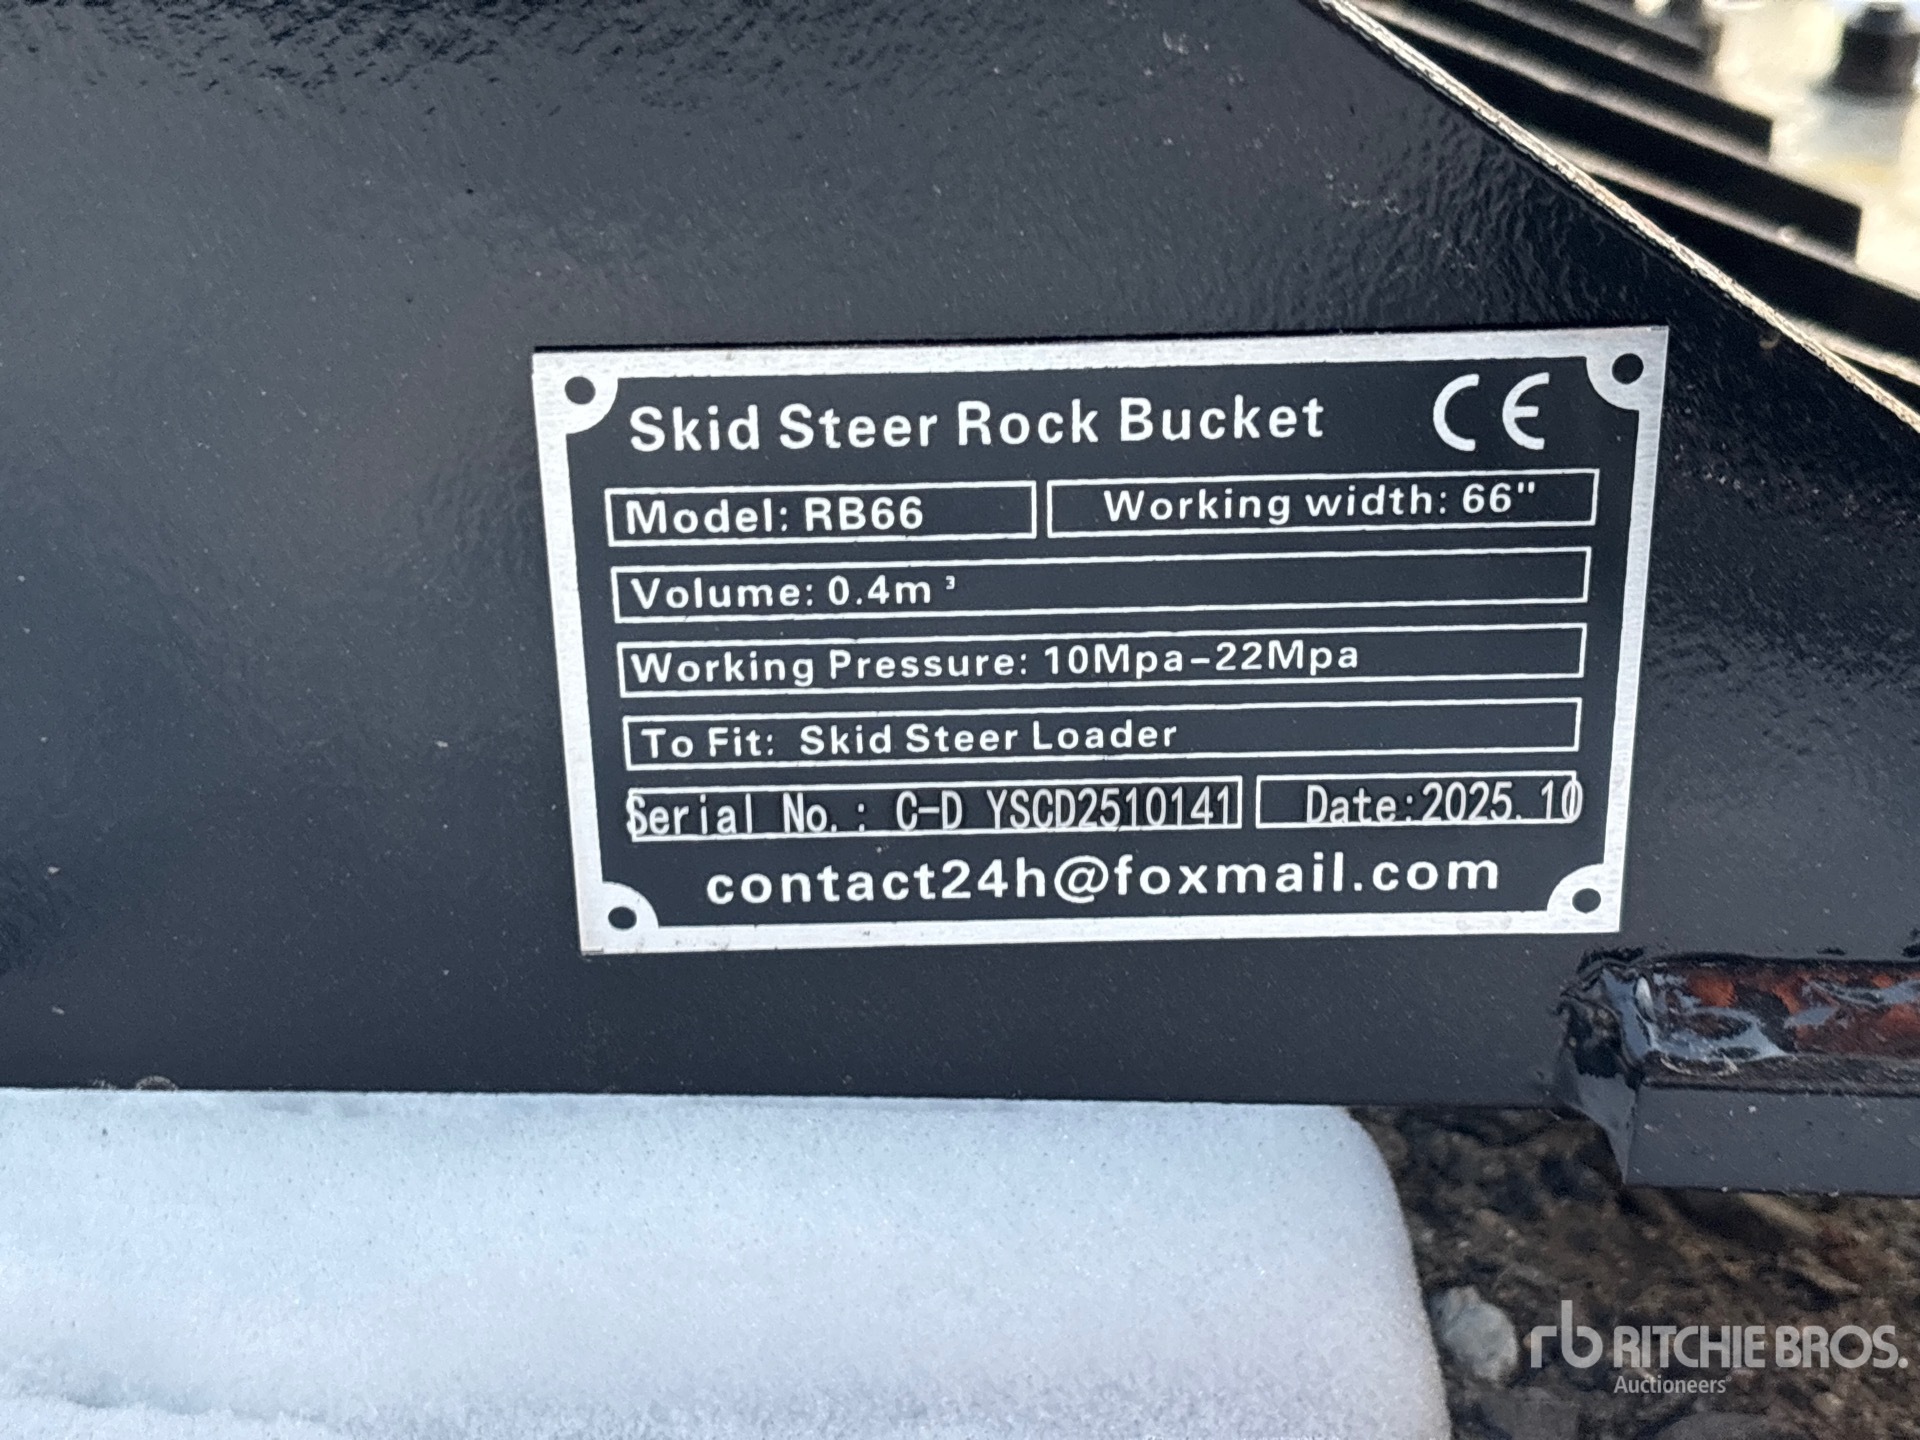 Skid Steer Rock Bucket CE
Model: RB66 Working width: 66"
Volume: 0.4m³
Working Pressure: 10Mpa-22Mpa
To Fit: Skid Steer Loader
Serial No.: C-D YSCD2510141 Date:2025.10
contact24h@foxmail.com
rb RITCHIE BROS.
Auctioneers